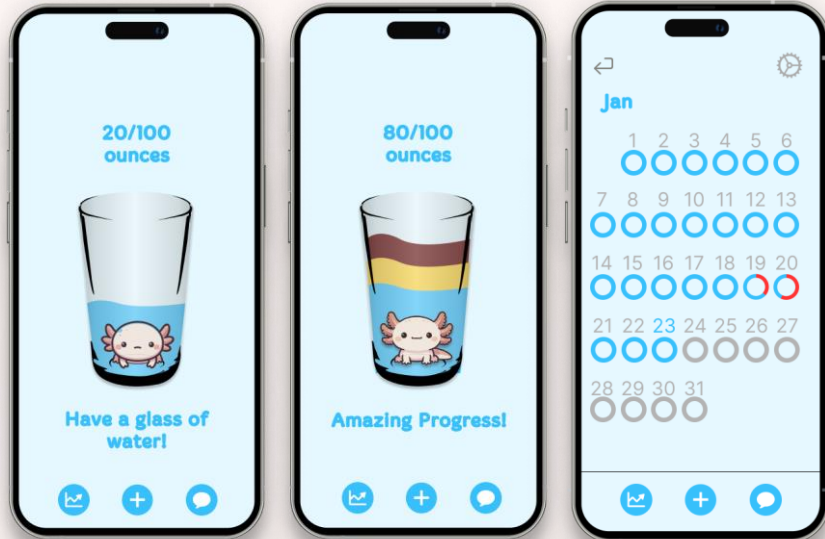 20/100
ounces
Have a glass of
water!
80/100
ounces
Amazing Progress!
Jan
1 2 3 4 5 6
7 8 9 10 11 12 13
14 15 16 17 18 19 20
21 22 23 24 25 26 27
28 29 30 31